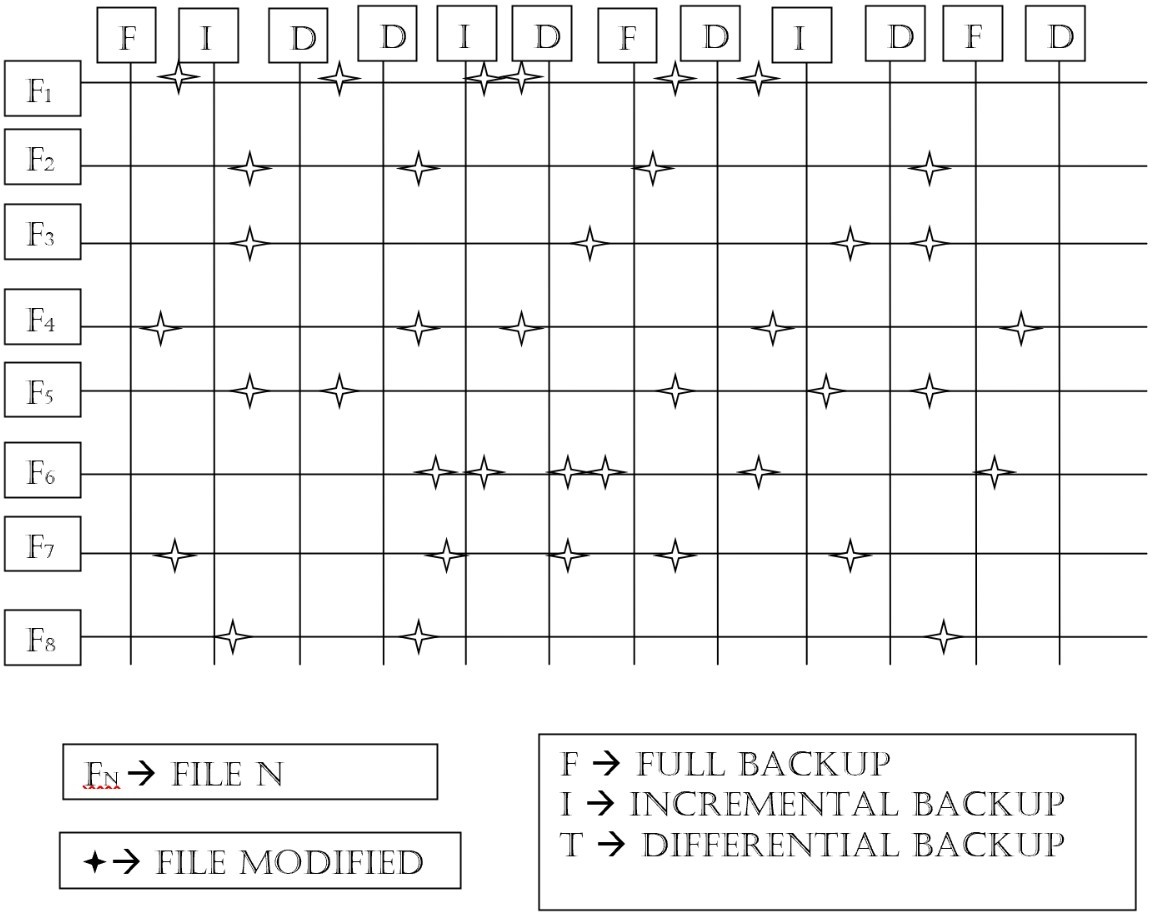 F I D D I D F D I D F D
F1
F2
F3
F4
F5
F6
F7
F8
FN → FILE N
✦→ FILE MODIFIED
F → FULL BACKUP
I → INCREMENTAL BACKUP
T → DIFFERENTIAL BACKUP